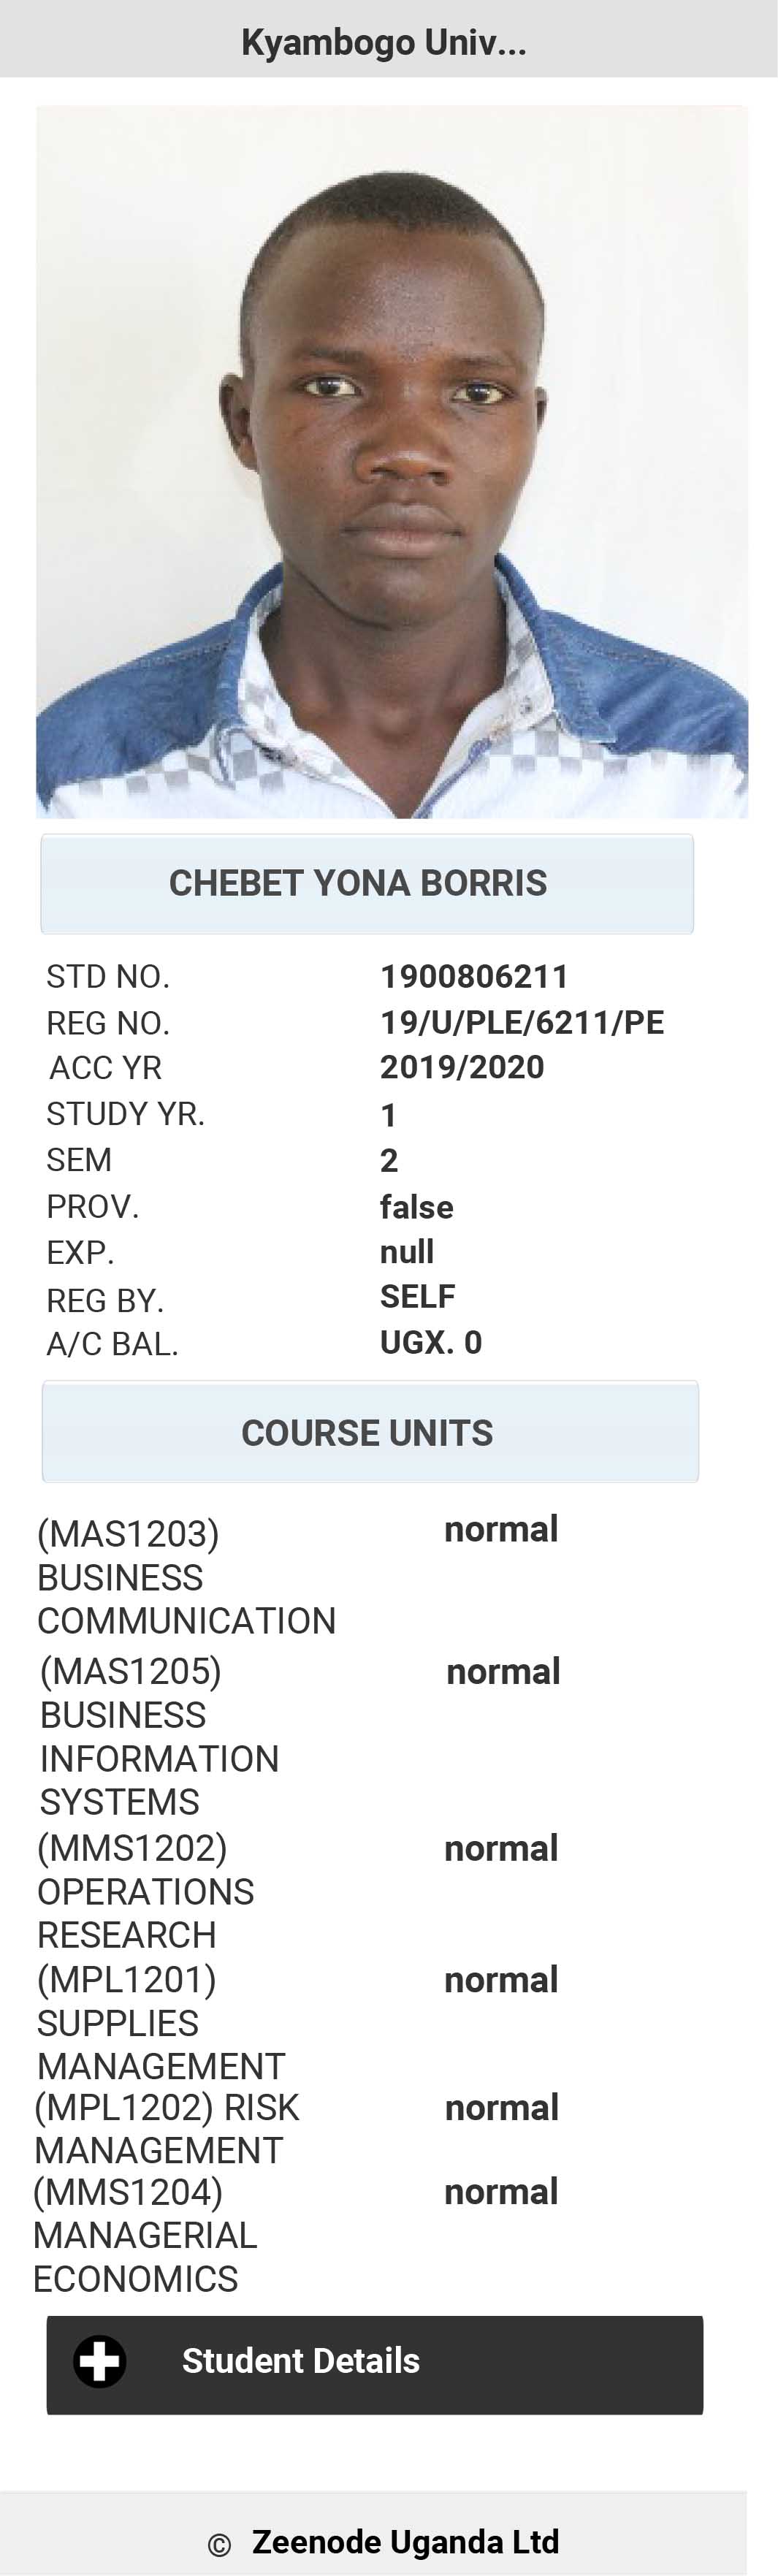 Kyambogo Univ...
CHEBET YONA BORRIS
STD NO. 1900806211
REG NO. 19/U/PLE/6211/PE
ACC YR 2019/2020
STUDY YR. 1
SEM 2
PROV. false
EXP. null
REG BY. SELF
A/C BAL. UGX. 0
COURSE UNITS
(MAS1203) normal
BUSINESS
COMMUNICATION
(MAS1205) normal
BUSINESS
INFORMATION
SYSTEMS
(MMS1202) normal
OPERATIONS
RESEARCH
(MPL1201) normal
SUPPLIES
MANAGEMENT
(MPL1202) RISK normal
MANAGEMENT
(MMS1204) normal
MANAGERIAL
ECONOMICS
Student Details
© Zeenode Uganda Ltd